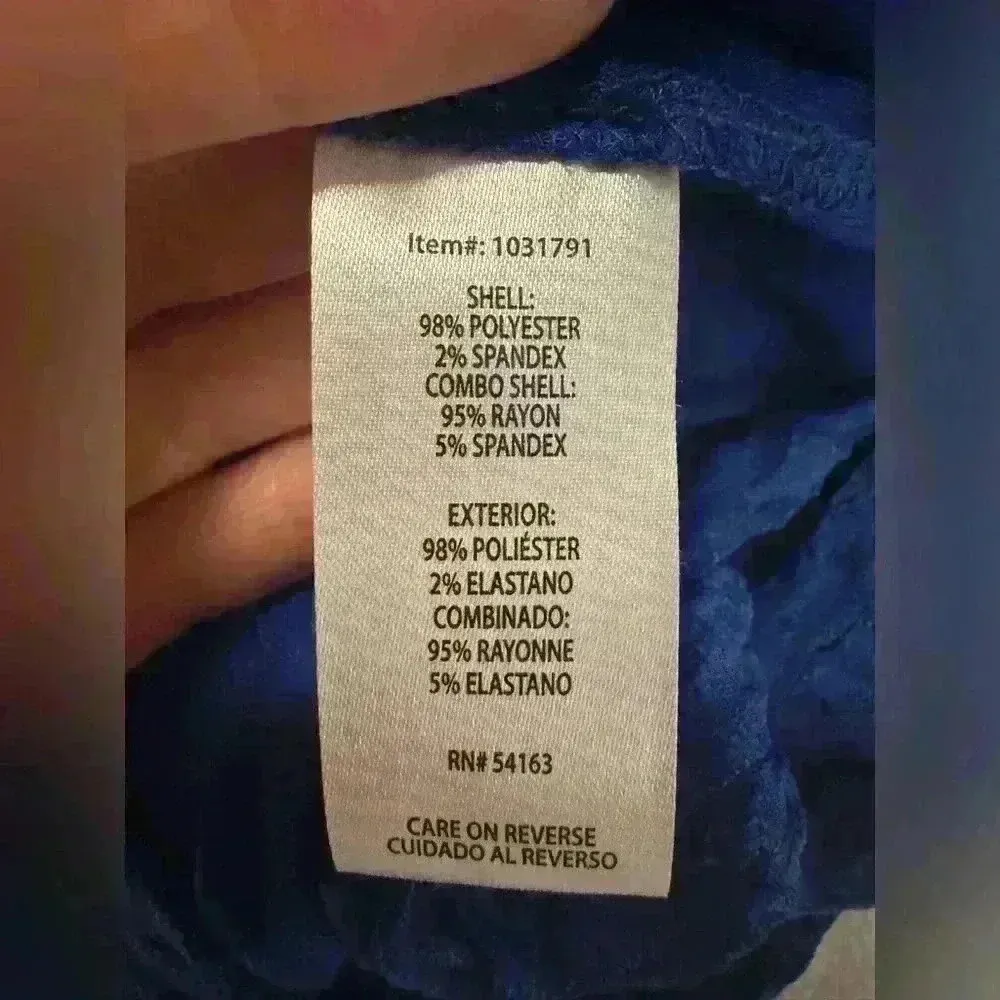 Item#: 1031791
SHELL:
98% POLYESTER
2% SPANDEX
COMBO SHELL:
95% RAYON
5% SPANDEX
EXTERIOR:
98% POLIÉSTER
2% ELASTANO
COMBINADO:
95% RAYONNE
5% ELASTANO
RN# 54163
CARE ON REVERSE
CUIDADO AL REVERSO